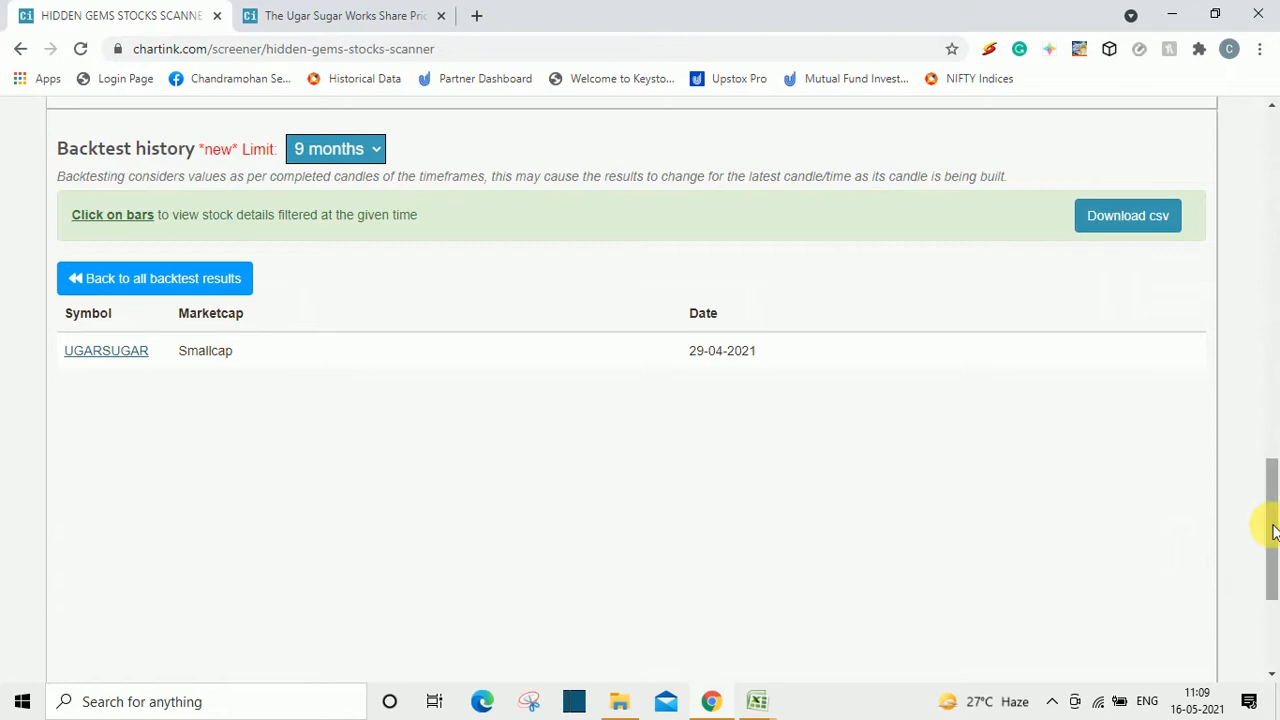 HIDDEN GEMS STOCKS SCANNE
The Ugar Sugar Works Share Pric
chartink.com/screener/hidden-gems-stocks-scanner
Apps
Login Page
Chandramohan Se...
Historical Data
Partner Dashboard
Welcome to Keysto...
Upstox Pro
Mutual Fund Invest...
NIFTY Indices
Backtest history *new* Limit: 9 months
Backtesting considers values as per completed candles of the timeframes, this may cause the results to change for the latest candle/time as its candle is being built.
Click on bars to view stock details filtered at the given time
Download csv
Back to all backtest results
Symbol Marketcap Date
UGARSUGAR Smallcap 29-04-2021
Search for anything
27°C Haze
ENG
11:09
16-05-2021